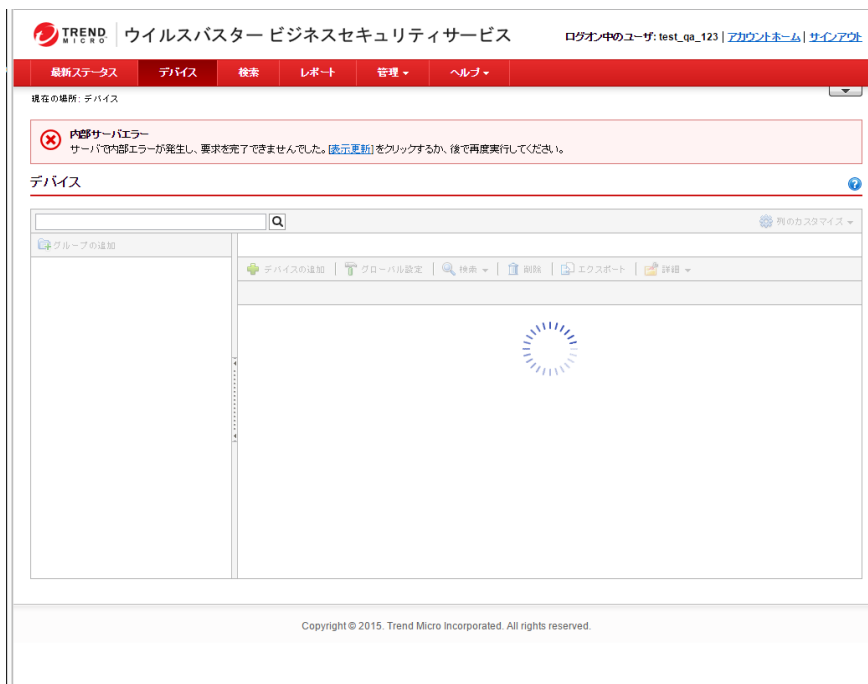 TREND MICRO ウイルスバスター ビジネスセキュリティサービス
ログオン中のユーザ: test_qa_123 | アカウントホーム | サインアウト
最新ステータス デバイス 検索 レポート 管理 ヘルプ
現在の場所: デバイス
内部サーバエラー
サーバで内部エラーが発生し、要求を完了できませんでした。[表示更新]をクリックするか、後で再度実行してください。
デバイス
列のカスタマイズ
グループの追加
デバイスの追加 | グローバル設定 | 検索 | 削除 | エクスポート | 詳細
Copyright © 2015. Trend Micro Incorporated. All rights reserved.